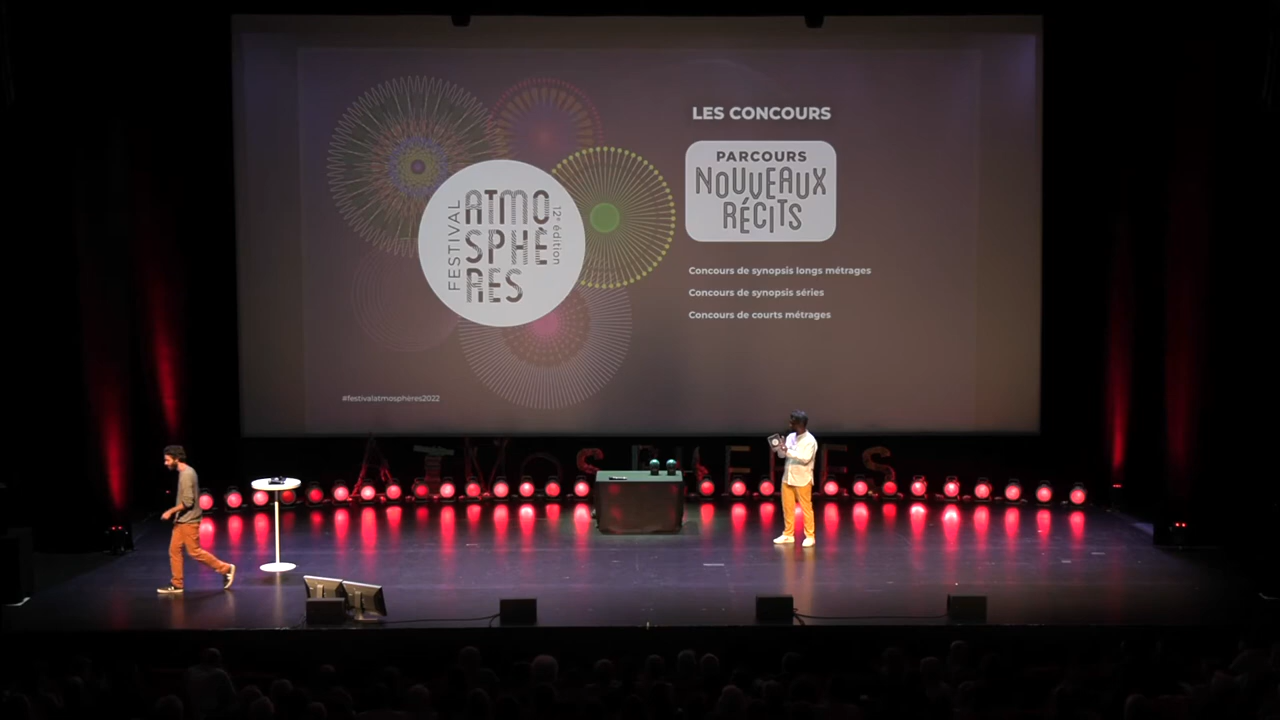 FESTIVAL
ATMO
SPHÈ
RES
12e édition
LES CONCOURS
PARCOURS
NOUVEAUX
RÉCITS
Concours de synopsis longs métrages
Concours de synopsis séries
Concours de courts métrages
#festivalatmosphères2022
ATMOSPHERES